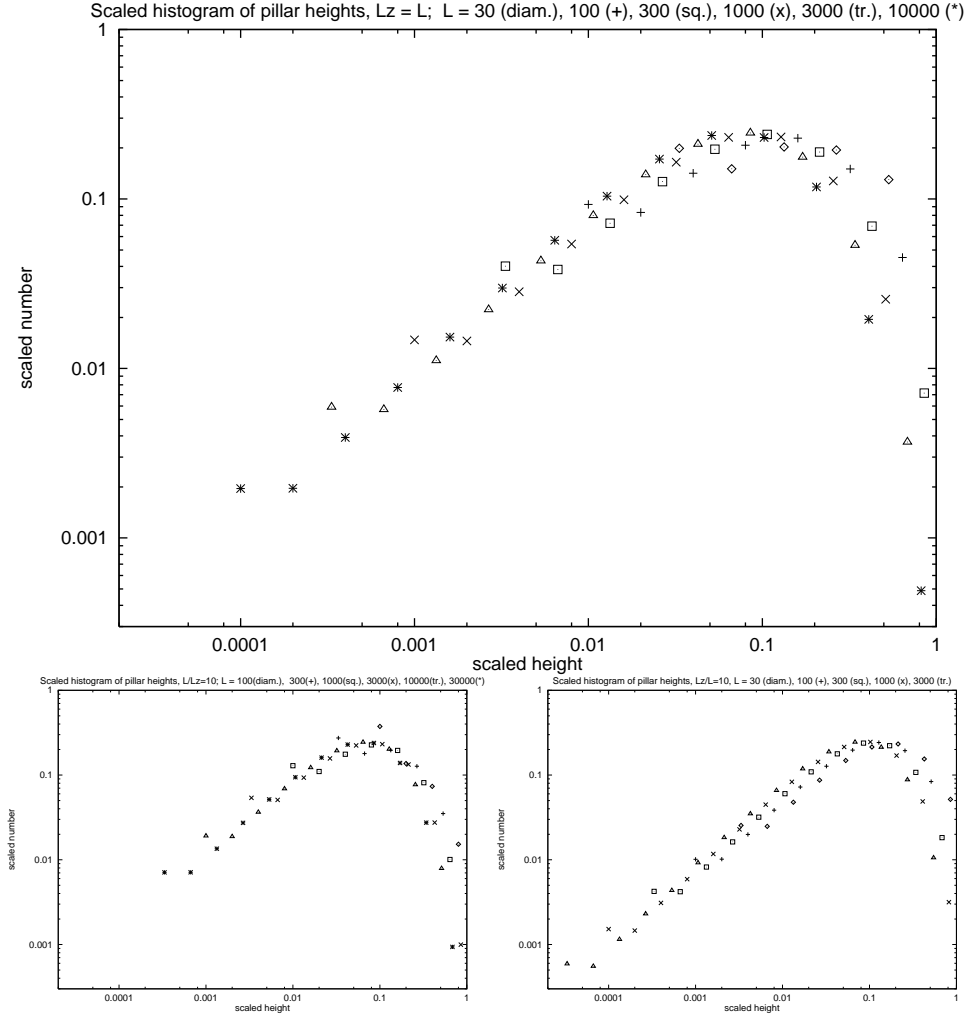 Scaled histogram of pillar heights, Lz = L;  L = 30 (diam.), 100 (+), 300 (sq.), 1000 (x), 3000 (tr.), 10000 (*)
1
0.1
0.01
0.001
scaled number
0.0001 0.001 0.01 0.1 1
scaled height
Scaled histogram of pillar heights, L/Lz=10; L = 100(diam.),  300(+), 1000(sq.), 3000(x), 10000(tr.), 30000(*)
1
0.1
0.01
0.001
scaled number
0.0001 0.001 0.01 0.1 1
scaled height
Scaled histogram of pillar heights, Lz/L=10, L = 30 (diam.), 100 (+), 300 (sq.), 1000 (x), 3000 (tr.)
1
0.1
0.01
0.001
scaled number
0.0001 0.001 0.01 0.1 1
scaled height